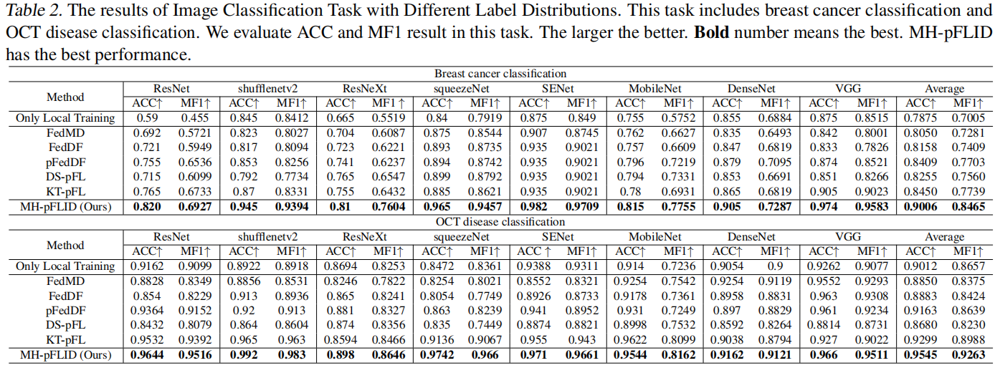 Table 2. The results of Image Classification Task with Different Label Distributions. This task includes breast cancer classification and
OCT disease classification. We evaluate ACC and MF1 result in this task. The larger the better. Bold number means the best. MH-pFLID
has the best performance.
Breast cancer classification
Method ResNet shufflenetv2 ResNeXt squeezeNet SENet MobileNet DenseNet VGG Average
ACC↑ MF1↑ ACC↑ MF1↑ ACC↑ MF1 ↑ ACC↑ MF1↑ ACC↑ MF1↑ ACC↑ MF1↑ ACC↑ MF1↑ ACC↑ MF1↑ ACC↑ MF1↑
Only Local Training 0.59 0.455 0.845 0.8412 0.665 0.5519 0.84 0.7919 0.875 0.849 0.755 0.5752 0.855 0.6884 0.875 0.8515 0.7875 0.7005
FedMD 0.692 0.5721 0.823 0.8027 0.704 0.6087 0.875 0.8544 0.907 0.8745 0.762 0.6627 0.835 0.6493 0.842 0.8001 0.8050 0.7281
FedDF 0.721 0.5949 0.817 0.8094 0.723 0.6221 0.893 0.8735 0.935 0.9021 0.757 0.6609 0.847 0.6819 0.833 0.7826 0.8158 0.7409
pFedDF 0.755 0.6536 0.853 0.8256 0.741 0.6237 0.894 0.8742 0.935 0.9021 0.796 0.7219 0.879 0.7095 0.874 0.8521 0.8409 0.7703
DS-pFL 0.715 0.6099 0.792 0.7734 0.765 0.6547 0.899 0.8792 0.935 0.9021 0.794 0.7331 0.853 0.6691 0.851 0.8266 0.8255 0.7560
KT-pFL 0.765 0.6733 0.87 0.8331 0.755 0.6432 0.885 0.8621 0.935 0.9021 0.78 0.6931 0.865 0.6819 0.905 0.9023 0.8450 0.7739
MH-pFLID (Ours) 0.820 0.6927 0.945 0.9394 0.81 0.7604 0.965 0.9457 0.982 0.9709 0.815 0.7755 0.905 0.7287 0.974 0.9583 0.9006 0.8465
OCT disease classification
Method ResNet shufflenetv2 ResNeXt squeezeNet SENet MobileNet DenseNet VGG Average
ACC↑ MF1↑ ACC↑ MF1↑ ACC↑ MF1↑ ACC↑ MF1↑ ACC ↑ MF1↑ ACC↑ MF1↑ ACC↑ MF1↑ ACC↑ MF1↑ ACC↑ MF1↑
Only Local Training 0.9162 0.9099 0.8922 0.8918 0.8694 0.8253 0.8472 0.8361 0.9388 0.9311 0.914 0.7236 0.9054 0.9 0.9262 0.9077 0.9012 0.8657
FedMD 0.8828 0.8349 0.8856 0.8531 0.8246 0.7822 0.8254 0.8021 0.8552 0.8321 0.9254 0.7542 0.9254 0.9119 0.9552 0.9293 0.8850 0.8375
FedDF 0.854 0.8229 0.913 0.8936 0.865 0.8241 0.8054 0.7749 0.8926 0.8733 0.9178 0.7361 0.8958 0.8831 0.963 0.9308 0.8883 0.8424
pFedDF 0.9364 0.9152 0.92 0.913 0.881 0.8327 0.863 0.8239 0.941 0.8952 0.931 0.7249 0.897 0.8829 0.961 0.9234 0.9163 0.8639
DS-pFL 0.8432 0.8079 0.864 0.8604 0.874 0.8356 0.835 0.7449 0.8874 0.8821 0.8998 0.7532 0.8592 0.8264 0.8814 0.8731 0.8680 0.8230
KT-pFL 0.9532 0.9392 0.965 0.963 0.8594 0.8466 0.9136 0.9067 0.955 0.943 0.9622 0.8099 0.9038 0.8794 0.927 0.9022 0.9299 0.8988
MH-pFLID (Ours) 0.9644 0.9516 0.992 0.983 0.898 0.8646 0.9742 0.966 0.971 0.9661 0.9544 0.8162 0.9162 0.9121 0.966 0.9511 0.9545 0.9263